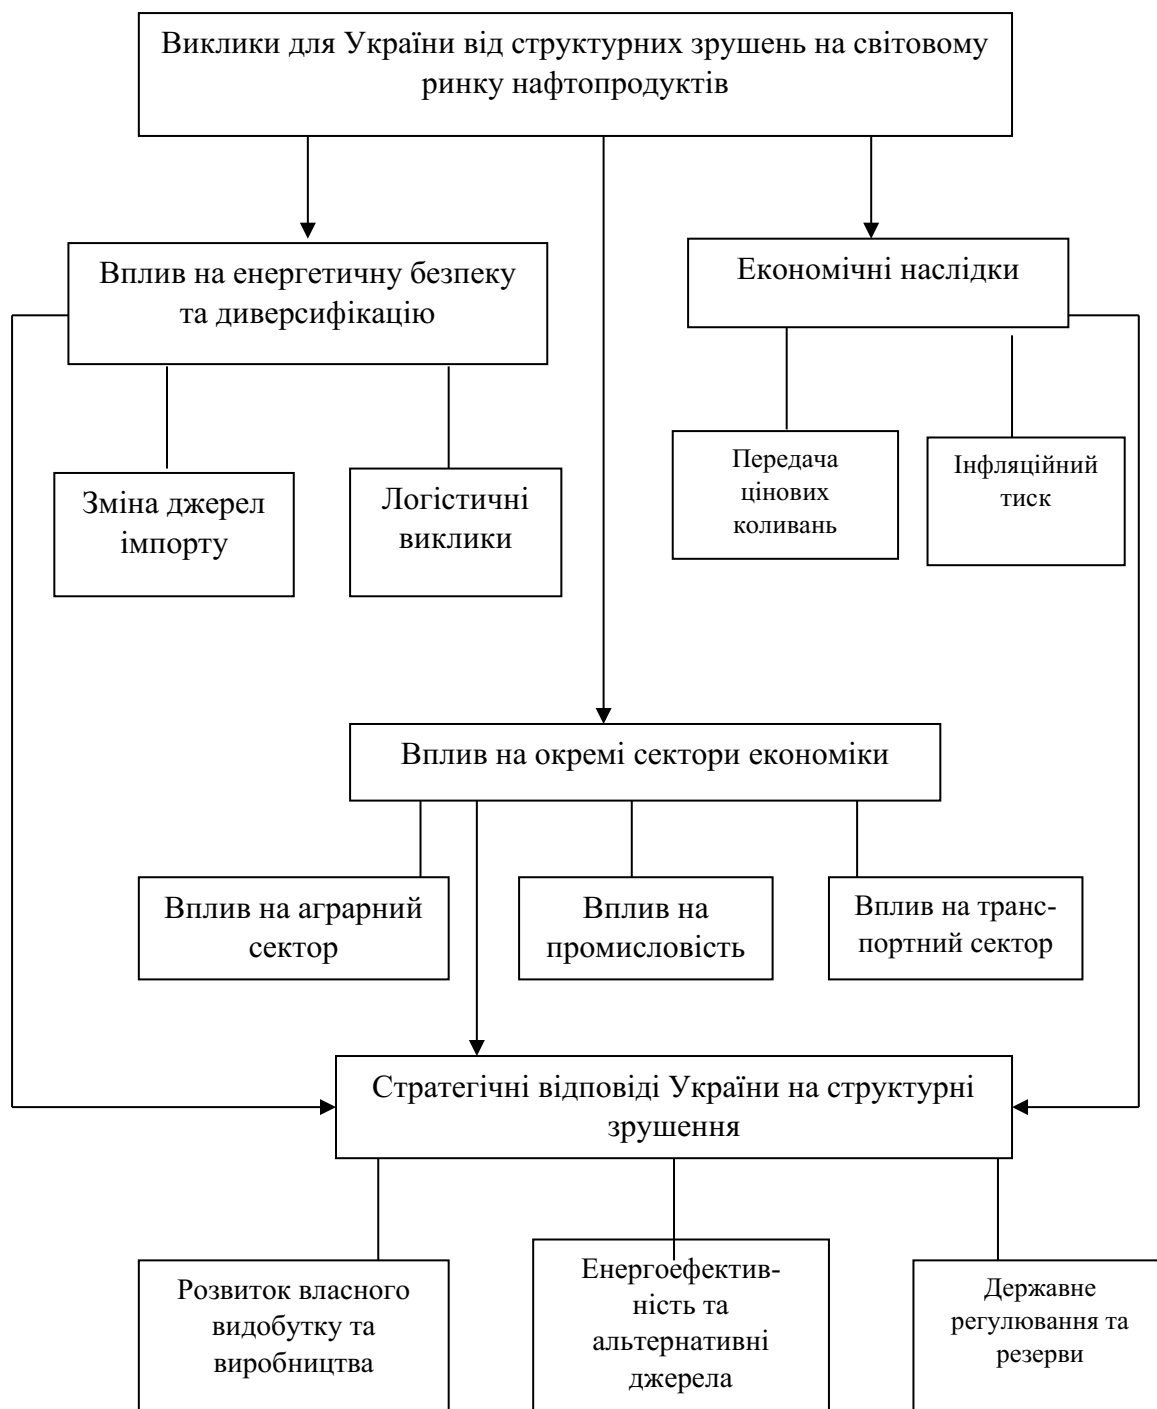 Виклики для України від структурних зрушень на світовому
ринку нафтопродуктів
Вплив на енергетичну безпеку
та диверсифікацію
Економічні наслідки
Зміна джерел
імпорту
Логістичні
виклики
Передача
цінових
коливань
Інфляційний
тиск
Вплив на окремі сектори економіки
Вплив на аграрний
сектор
Вплив на
промисловість
Вплив на транс-
портний сектор
Стратегічні відповіді України на структурні
зрушення
Розвиток власного
видобутку та
виробництва
Енергоефектив-
ність та
альтернативні
джерела
Державне
регулювання та
резерви